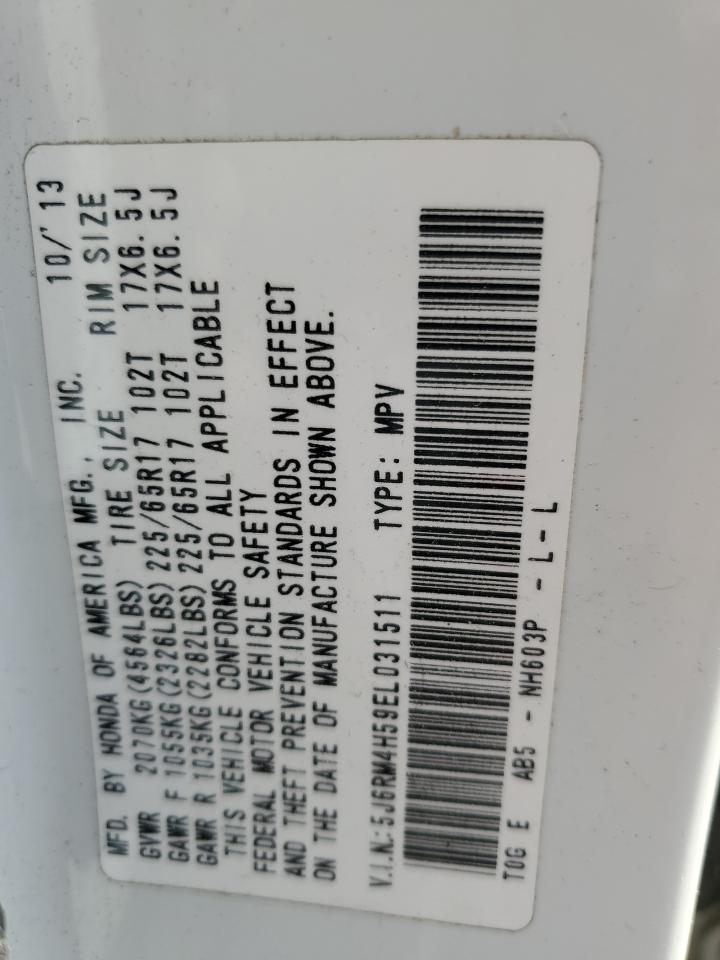 MFD. BY HONDA OF AMERICA MFG., INC. 10/'13
GVWR 2070KG(4564LBS) TIRE SIZE RIM SIZE
GAWR F 1055KG(2326LBS) 225/65R17 102T 17X6.5J
GAWR R 1035KG(2282LBS) 225/65R17 102T 17X6.5J
THIS VEHICLE CONFORMS TO ALL APPLICABLE
FEDERAL MOTOR VEHICLE SAFETY
AND THEFT PREVENTION STANDARDS IN EFFECT
ON THE DATE OF MANUFACTURE SHOWN ABOVE.
V.I.N.: 5J6RM4H59EL031511 TYPE: MPV
T0G E AB5 - NH603P - L - L